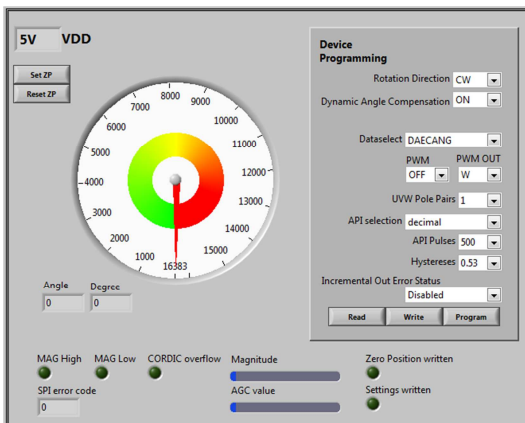 5V VDD
Set ZP
Reset ZP
1000
2000
3000
4000
5000
6000
7000
8000
9000
10000
11000
12000
13000
14000
15000
16383
Angle Degree
0 0
Device
Programming
Rotation Direction CW
Dynamic Angle Compensation ON
Dataselect DAECANG
PWM PWM OUT
OFF W
UVW Pole Pairs 1
API selection decimal
API Pulses 500
Hystereses 0.53
Incremental Out Error Status
Disabled
Read Write Program
MAG High MAG Low CORDIC overflow Magnitude Zero Position written
SPI error code AGC value Settings written
0